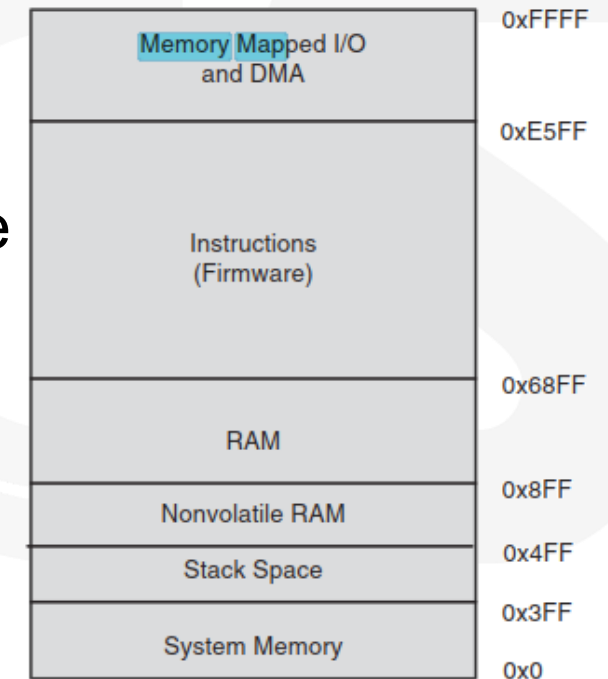 0xFFFF
Memory Mapped I/O
and DMA
0xE5FF
e
Instructions
(Firmware)
0x68FF
RAM
0x8FF
Nonvolatile RAM
0x4FF
Stack Space
0x3FF
System Memory
0x0